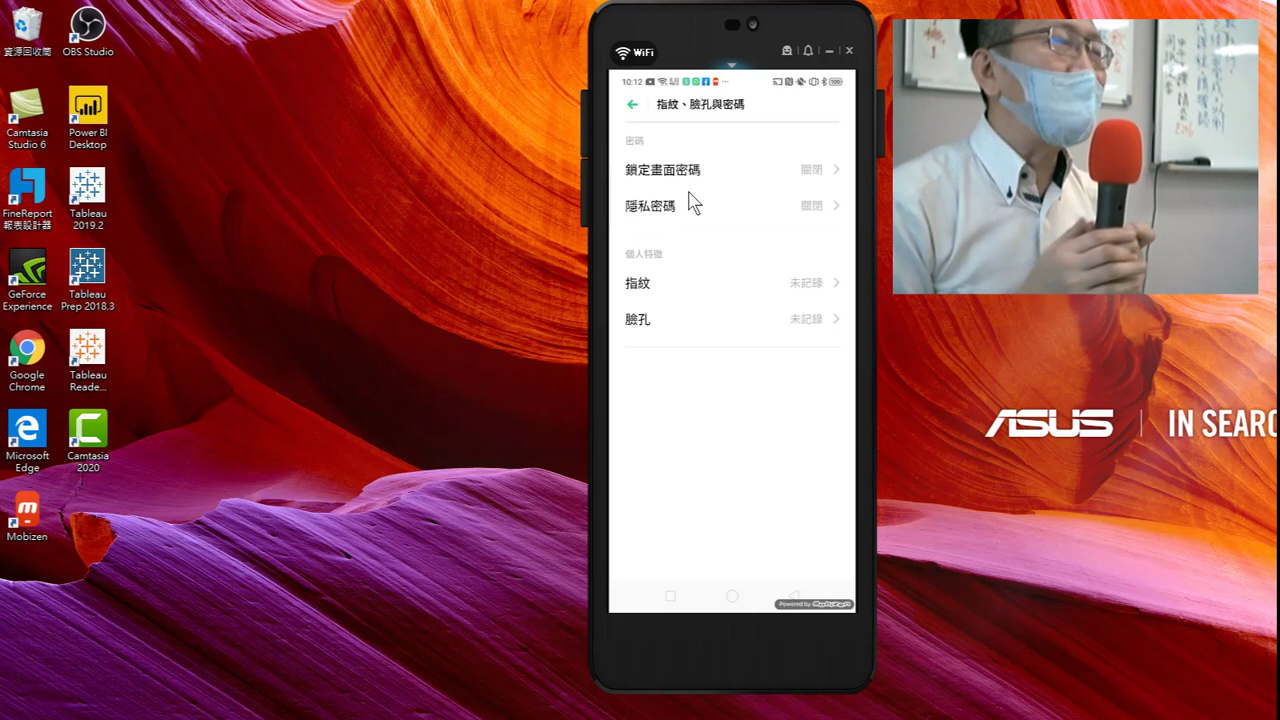 資源回收筒
OBS Studio
Camtasia
Studio 6
Power BI
Desktop
FineReport
報表設計器
Tableau
2019.2
GeForce
Experience
Tableau
Prep 2018.3
Google
Chrome
Tableau
Reade...
Microsoft
Edge
Camtasia
2020
Mobizen
WiFi
10:12
100
指紋、臉孔與密碼
密碼
鎖定畫面密碼
關閉
隱私密碼
關閉
個人特徵
指紋
未記錄
臉孔
未記錄
Powered by Mobizen
ASUS
IN SEARC